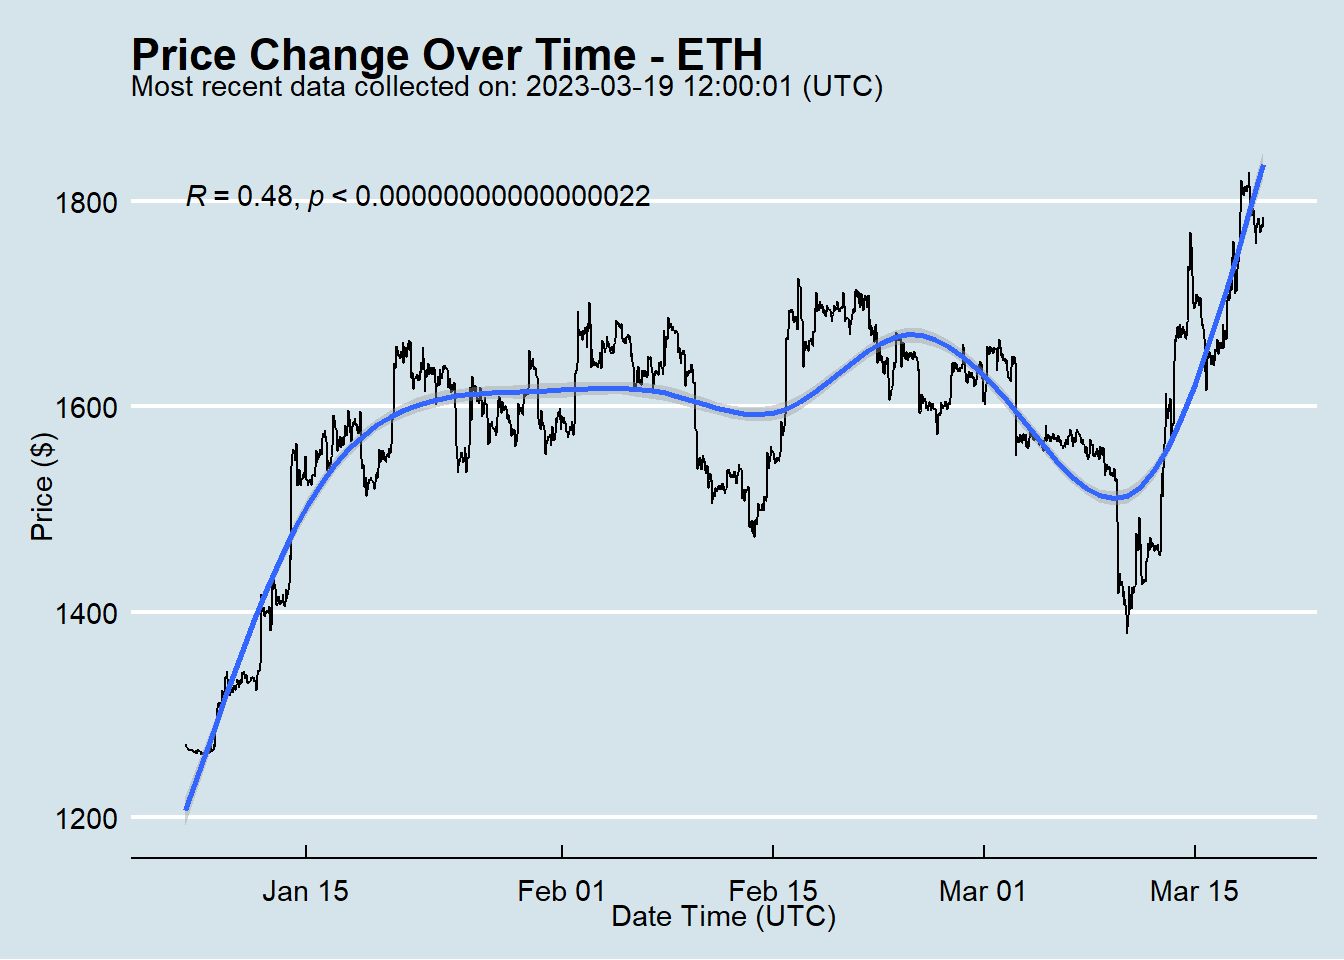 Price Change Over Time - ETH
Most recent data collected on: 2023-03-19 12:00:01 (UTC)
R = 0.48, p < 0.00000000000000022
1800
1600
1400
1200
Price ($)
Jan 15 Feb 01 Feb 15 Mar 01 Mar 15
Date Time (UTC)